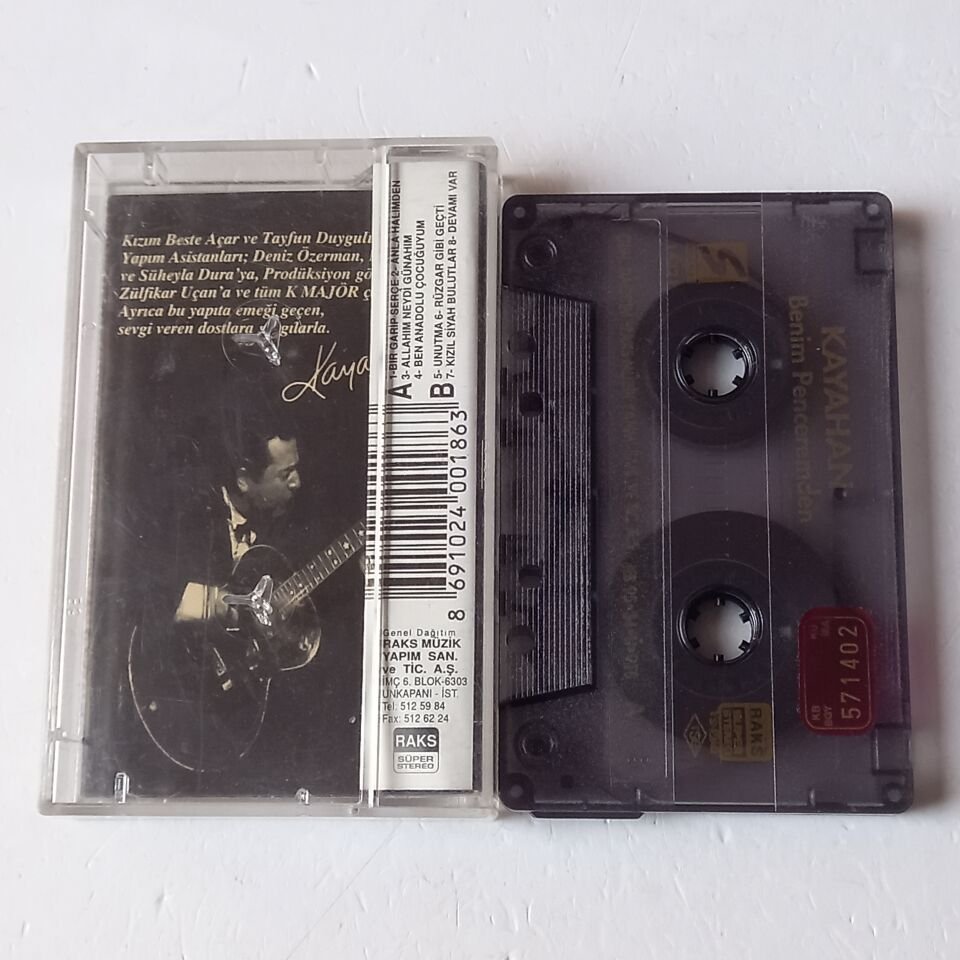 Kızım Beste Açar ve Tayfun Duygulu
Yapım Asistanları; Deniz Özerman,
ve Süheyla Dura'ya, Prodüksiyon gö
Zülfikar Uçan'a ve tüm K MAJÖR ç
Ayrıca bu yapıta emeği geçen,
sevgi veren dostlara
Kaya
A
1-BİR GARİP SERÇE 2- ANLA HALİMDEN
3- ALLAHIM NEYDİ GÜNAHIM
4- BEN ANADOLU ÇOCUĞUYUM
B
5- UNUTMA 6- RÜZGAR GİBİ GEÇTİ
7- KIZIL SİYAH BULUTLAR 8- DEVAMI VAR
8 691024 001863
Genel Dağıtım
RAKS MÜZİK
YAPIM SAN.
ve TİC. A.Ş.
İMÇ 6. BLOK-6303
UNKAPANI - İST.
Tel: 512 59 84
Fax: 512 62 24
RAKS
SÜPER
STEREO
KAYAHAN
Benim Penceremden
RAKS
KB
571402